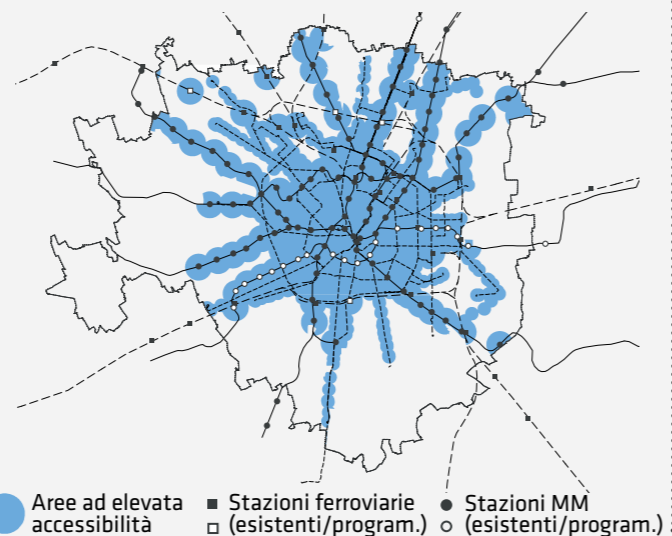 Aree ad elevata
accessibilità
Stazioni ferroviarie
(esistenti/program.)
Stazioni MM
(esistenti/program.)